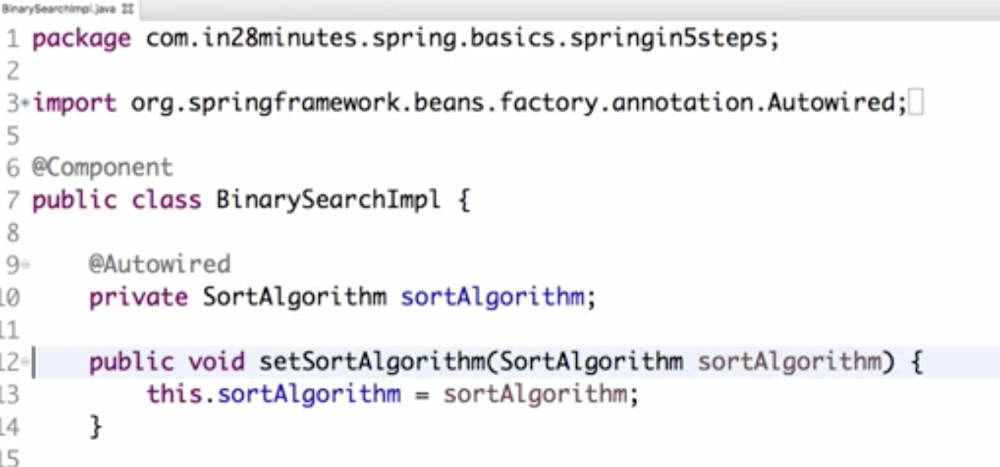 BinarySearchImpl.java
1 package com.in28minutes.spring.basics.springin5steps;
2
3 import org.springframework.beans.factory.annotation.Autowired;
5
6 @Component
7 public class BinarySearchImpl {
8
9 @Autowired
10 private SortAlgorithm sortAlgorithm;
11
12 public void setSortAlgorithm(SortAlgorithm sortAlgorithm) {
13 this.sortAlgorithm = sortAlgorithm;
14 }
15